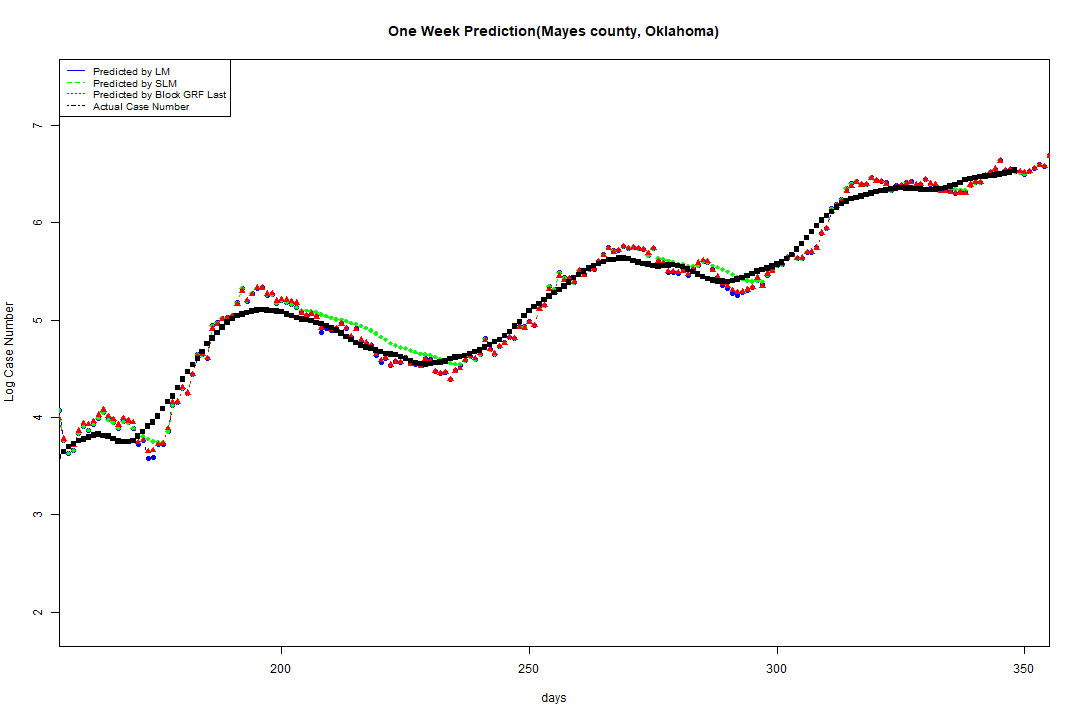 One Week Prediction(Mayes county, Oklahoma)
Predicted by LM
Predicted by SLM
Predicted by Block GRF Last
Actual Case Number
Log Case Number
7
6
5
4
3
2
200 250 300 350
days